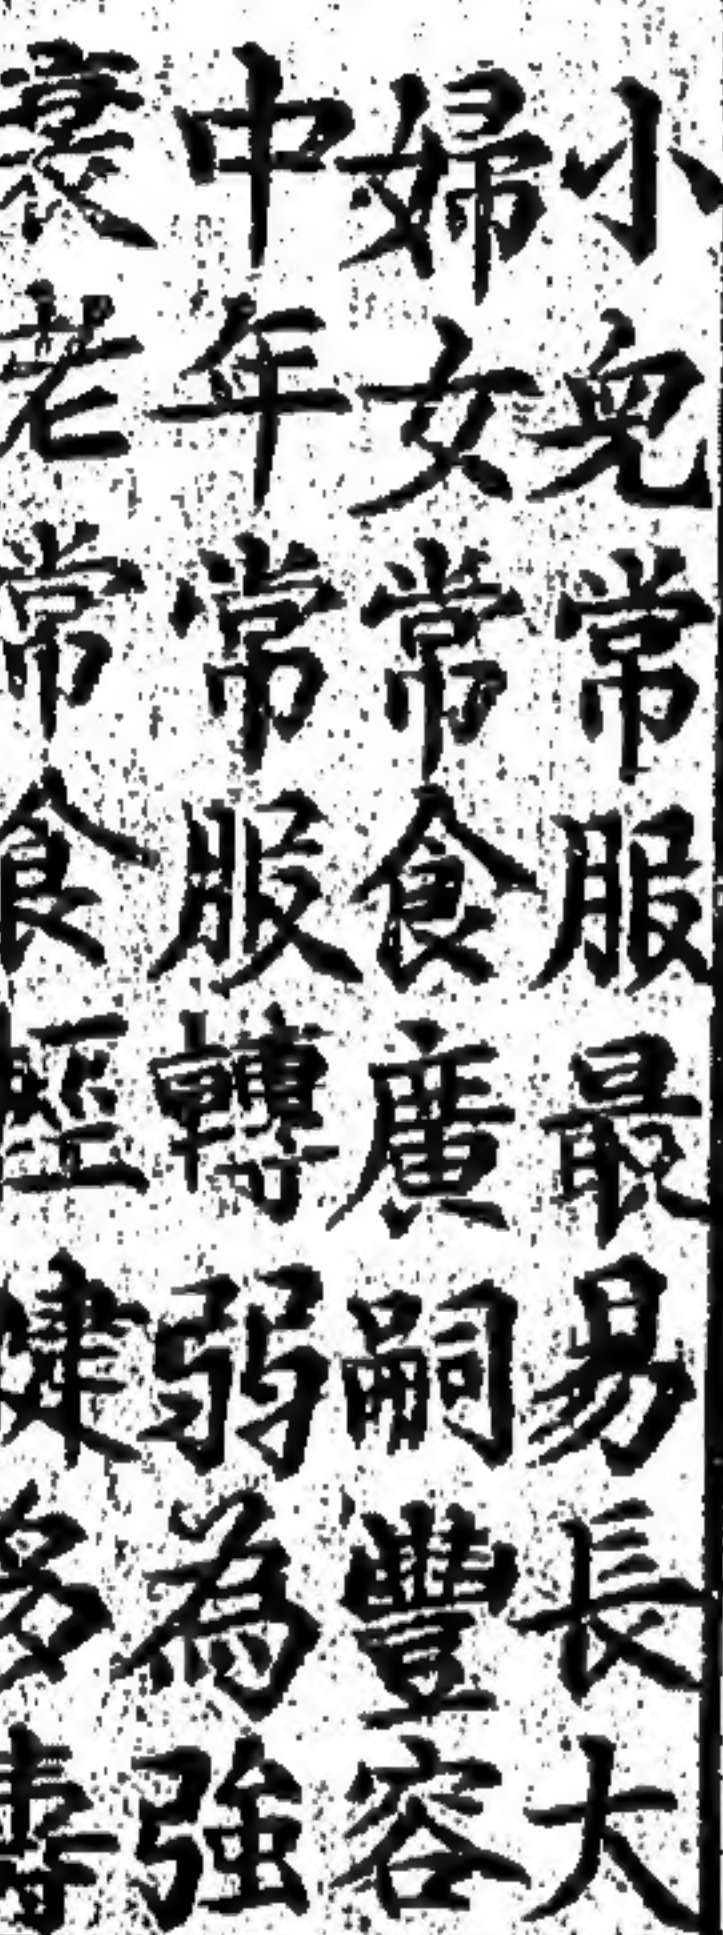 小兒常服最易長大
婦女常食廣嗣豐容
中年常服轉弱為強
衰老常食輕健多壽